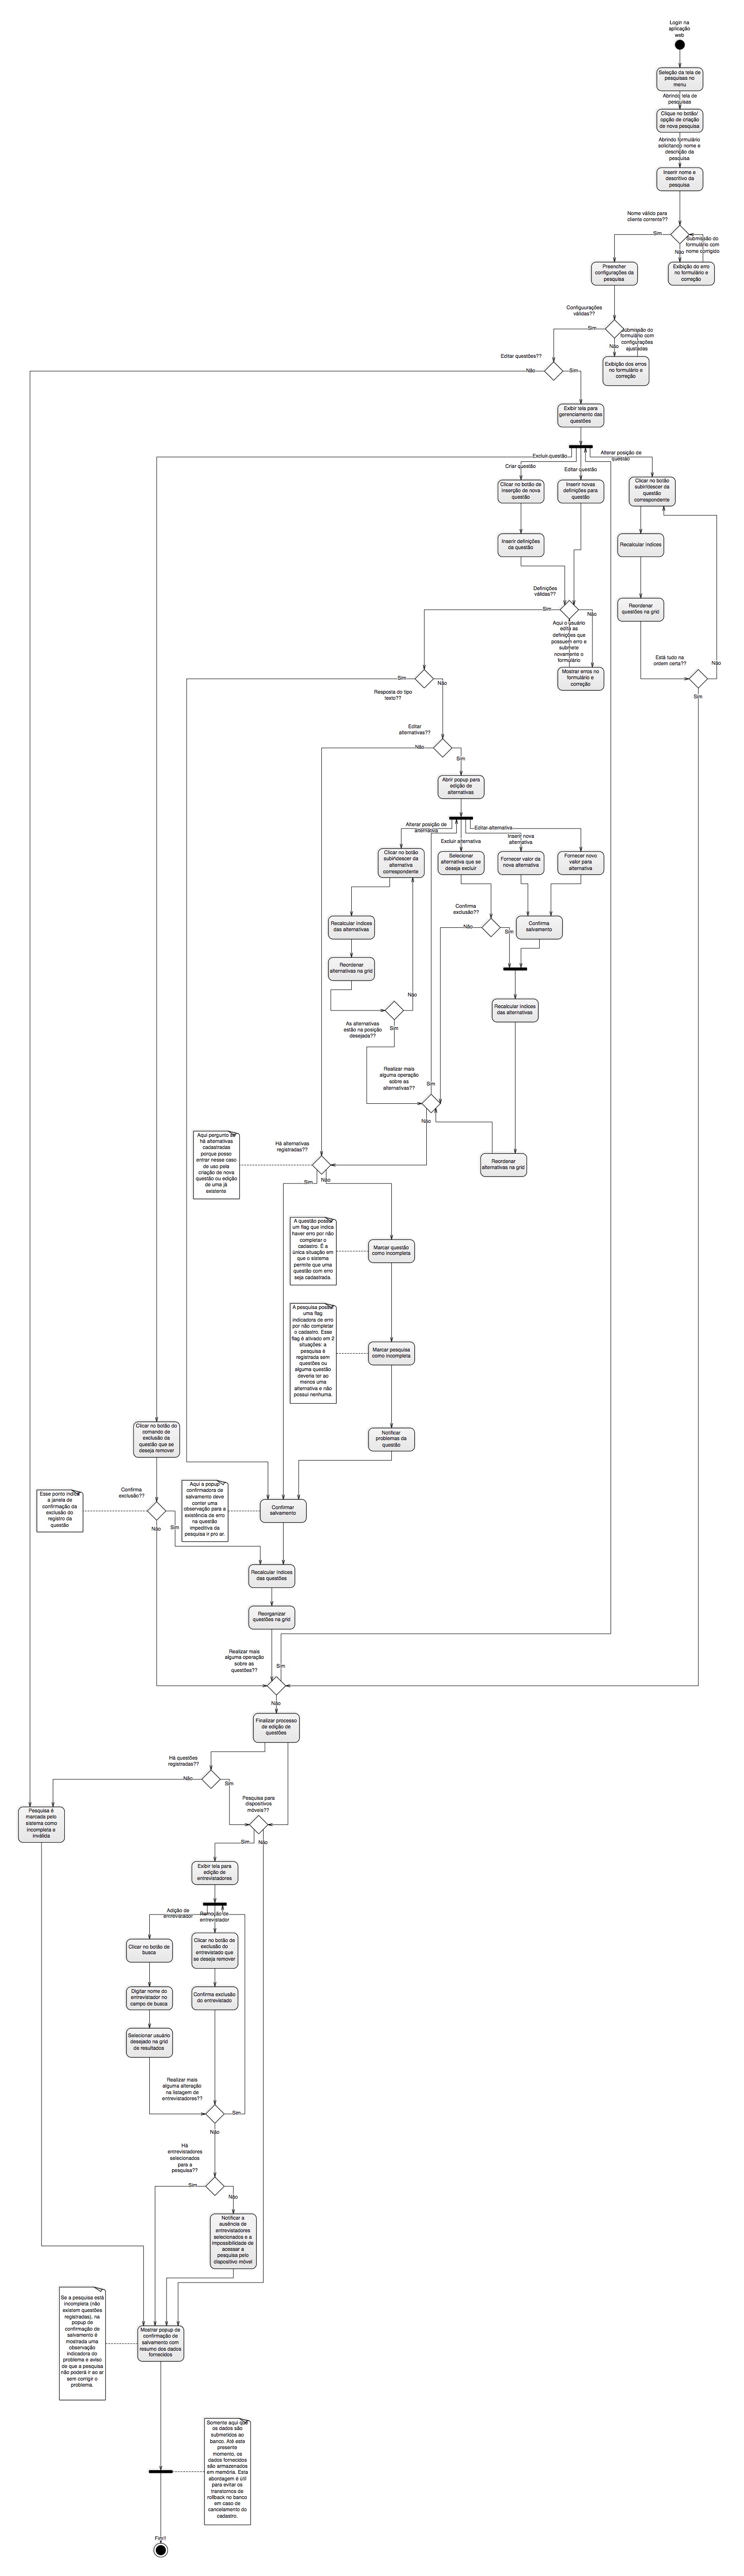 Login na
aplicação
web
Seleção da tela de
pesquisas no
menu
Abrindo tela de
pesquisas
Clique no botão/
opção de criação
de nova pesquisa
Abrindo formulário
solicitando nome e
descrição da
pesquisa
Inserir nome e
descritivo da
pesquisa
Nome válido para
cliente corrente??
Sim
Não
Submissão do
formulário com
nome corrigido
Preencher
configurações da
pesquisa
Exibição do erro
no formulário e
correção
Configuurações
válidas??
Sim
Não
Submissão do
formulário com
configurações
ajustadas
Editar questões??
Não
Sim
Exibição dos erros
no formulário e
correção
Exibir tela para
gerenciamento das
questões
Excluir questão
Criar questão
Editar questão
Alterar posição de
questão
Clicar no botão de
inserção de nova
questão
Inserir novas
definições para
questão
Clicar no botão
subir/descer da
questão
correspondente
Inserir definições
da questão
Recalcular índices
Definições
válidas??
Sim
Não
Reordenar
questões na grid
Aqui o usuário
edita as
definições que
possuem erro e
submete
novamente o
formulário
Mostrar erros no
formulário e
correção
Está tudo na
ordem certa??
Não
Sim
Sim
Não
Resposta do tipo
texto??
Editar
alternativas??
Não
Sim
Abrir popup para
edição de
alternativas
Alterar posição de
alternativa
Excluir alternativa
Inserir nova
alternativa
Editar alternativa
Clicar no botão
subir/descer da
alternativa
correspondente
Selecionar
alternativa que se
deseja excluir
Fornecer valor da
nova alternativa
Fornecer novo
valor para
alternativa
Recalcular índices
das alternativas
Confirma
exclusão??
Não
Sim
Confirma
salvamento
Reordenar
alternativas na grid
Não
Sim
As alternativas
estão na posição
desejada??
Recalcular índices
das alternativas
Realizar mais
alguma operação
sobre as
alternativas??
Sim
Não
Reordenar
alternativas na grid
Aqui pergunto se
há alternativas
cadastradas
porque posso
entrar nesse caso
de uso pela
criação de nova
questão ou edição
de uma já
existente
Há alternativas
registradas??
Sim
Não
A questão possui
um flag que indica
haver erro por não
completar o
cadastro. É a
única situação em
que o sistema
permite que uma
questão com erro
seja cadastrada.
Marcar questão
como incompleta
A pesquisa possui
uma flag
indicadora de erro
por não completar
o cadastro. Esse
flag é ativado em 2
situações: a
pesquisa é
registrada sem
questões ou
alguma questão
deveria ter ao
menos uma
alternativa e não
possui nenhuma.
Marcar pesquisa
como incompleta
Notificar
problemas da
questão
Clicar no botão do
comando de
exclusão da
questão que se
deseja remover
Esse ponto indica
a janela de
confirmação da
exclusão do
registro da
questão
Confirma
exclusão??
Não
Sim
Aqui a popup
confirmadora de
salvamento deve
conter uma
observação para a
existência de erro
na questão
impeditiva da
pesquisa ir pro ar.
Confirmar
salvamento
Recalcular índices
das questões
Reorganizar
questões na grid
Realizar mais
alguma operação
sobre as
questões??
Sim
Não
Finalizar processo
de edição de
questões
Há questões
registradas??
Não
Sim
Pesquisa para
dispositivos
móveis??
Sim
Não
Pesquisa é
marcada pelo
sistema como
incompleta e
inválida
Exibir tela para
edição de
entrevistadores
Adição de
entrevistador
Remoção de
entrevistador
Clicar no botão de
busca
Clicar no botão de
exclusão do
entrevistado que
se deseja remover
Digitar nome do
entrevistador no
campo de busca
Confirma exclusão
do entrevistado
Selecionar usuário
desejado na grid
de resultados
Realizar mais
alguma alteração
na listagem de
entrevistadores??
Sim
Não
Há
entrevistadores
selecionados
para a
pesquisa??
Sim
Não
Notificar a
ausência de
entrevistadores
selecionados e a
impossibilidade de
acessar a
pesquisa pelo
dispositivo móvel
Se a pesquisa está
incompleta (não
existem questões
registradas), na
popup de
confirmação de
salvamento é
mostrada uma
observação
indicadora do
problema e aviso
de que a pesquisa
não poderá ir ao ar
sem corrigir o
problema.
Mostrar popup de
confirmação de
salvamento com
resumo dos dados
fornecidos
Somente aqui que
os dados são
submetidos ao
banco. Até este
presente
momento, os
dados fornecidos
são armazenados
em memória. Esta
abordagem é útil
para evitar os
transtornos de
rollback no banco
em caso de
cancelamento do
cadastro.
Fim!!